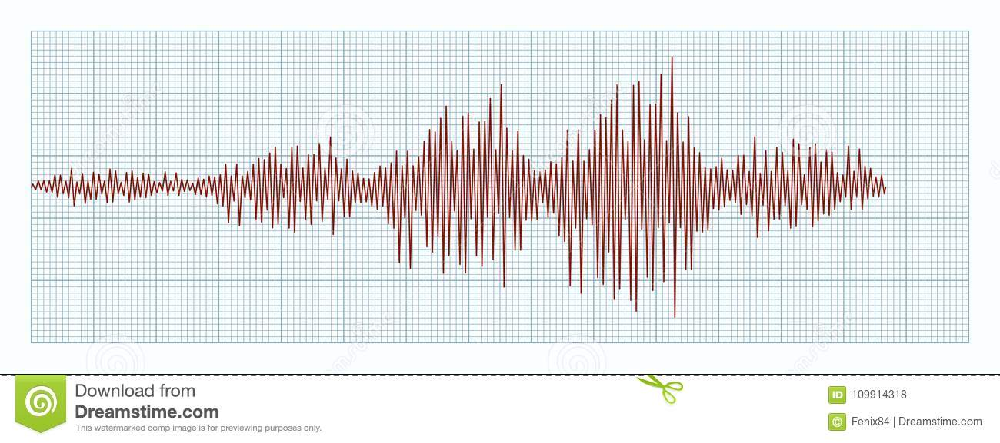 Download from
Dreamstime.com
This watermarked comp image is for previewing purposes only.
ID 109914318
© Fenix84 | Dreamstime.com